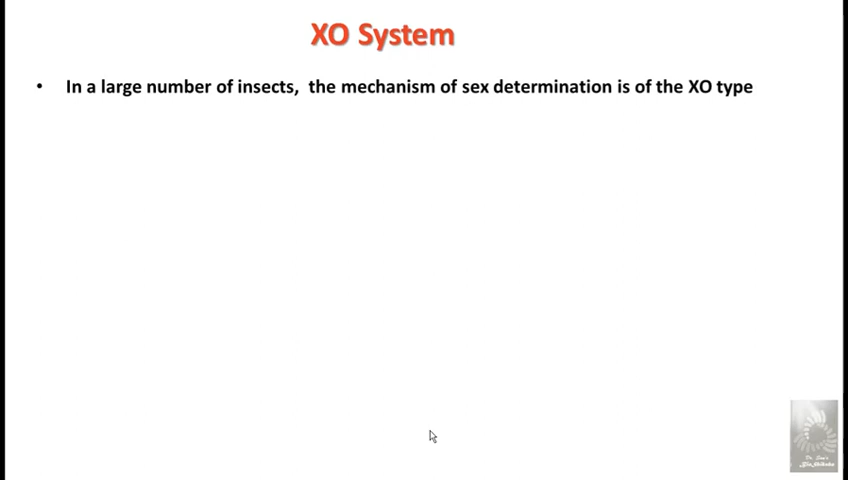 XO System
• In a large number of insects, the mechanism of sex determination is of the XO type